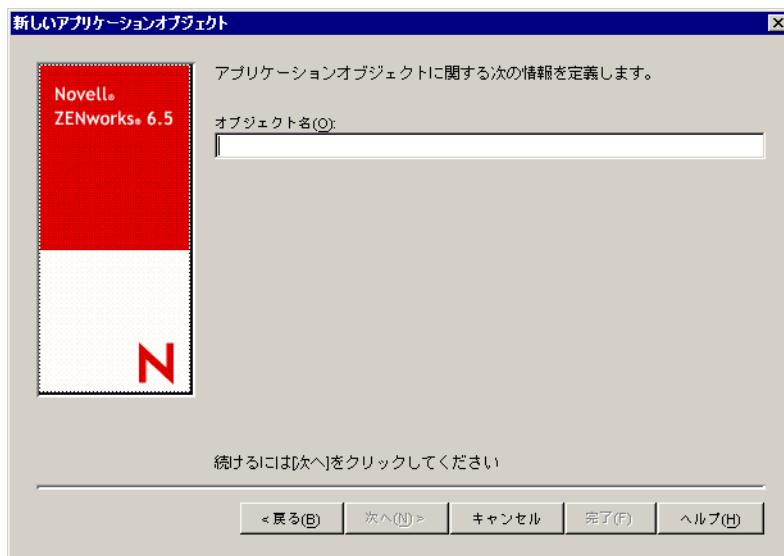 新しいアプリケーションオブジェクト
Novell®
ZENworks® 6.5
アプリケーションオブジェクトに関する次の情報を定義します。
オブジェクト名(O):
N
続けるには[次へ]をクリックしてください
<戻る(B)
次へ(N)>
キャンセル
完了(F)
ヘルプ(H)